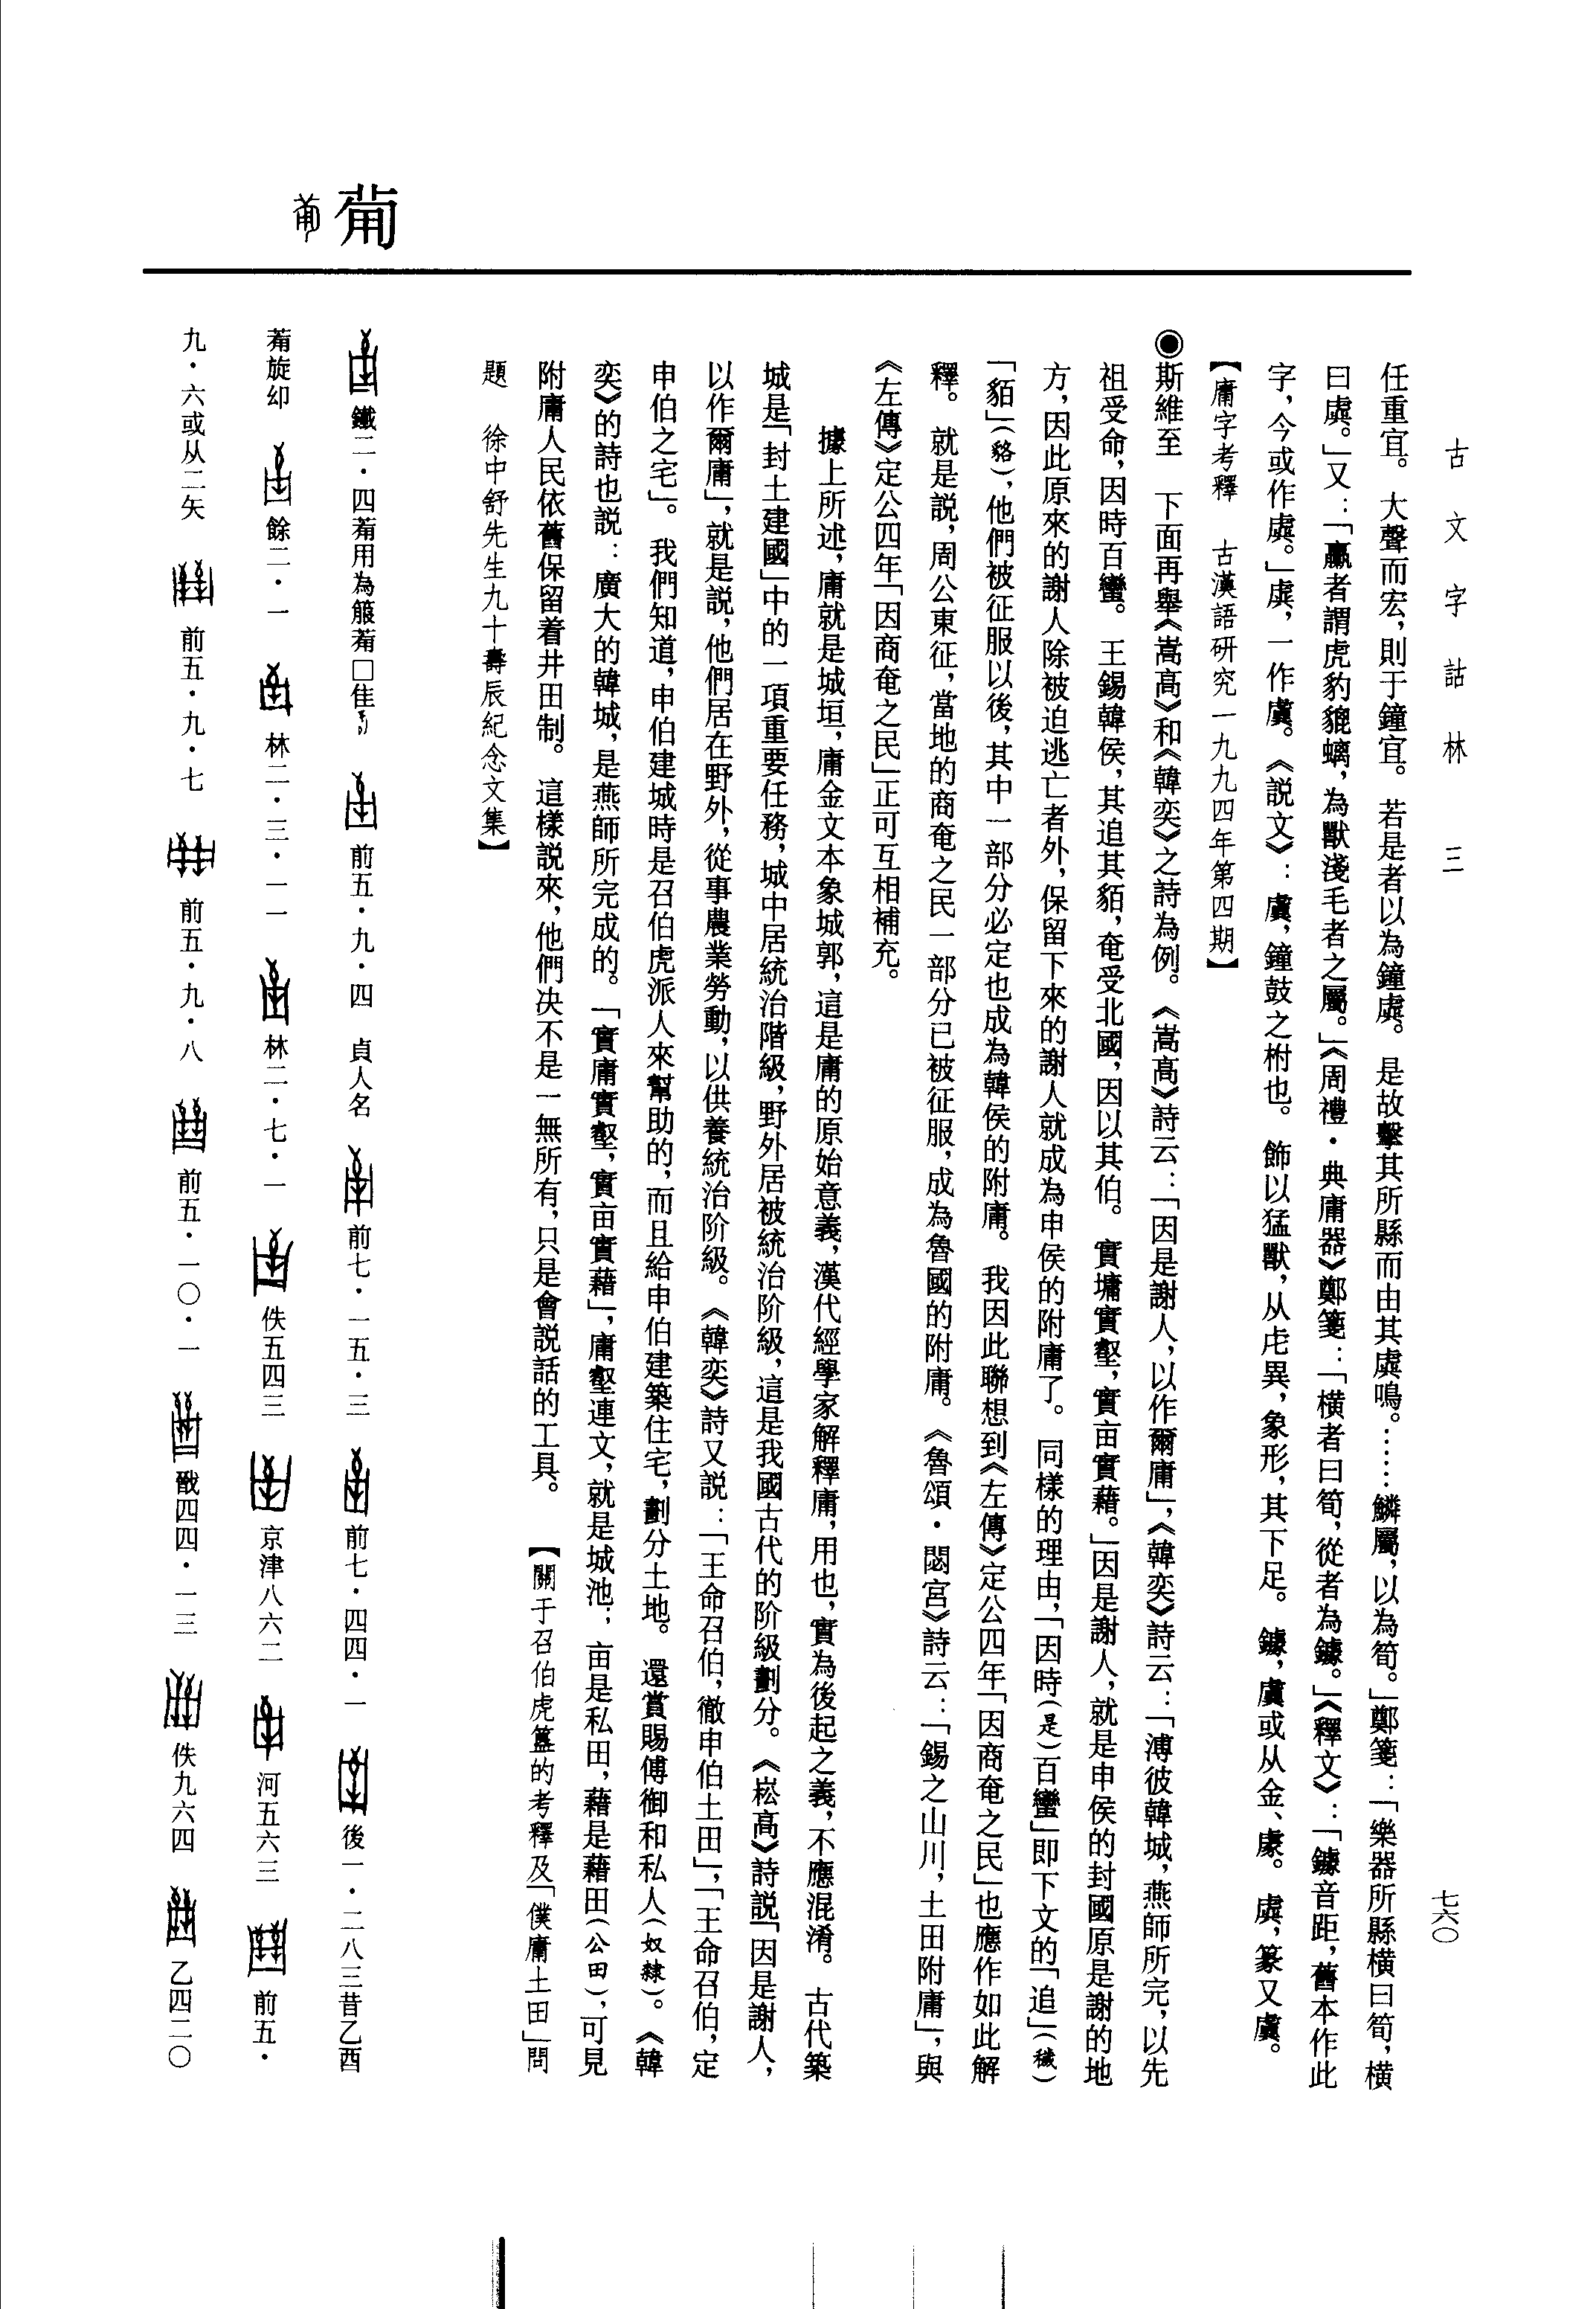 古文字詁林　三
七六〇
任重宜。大聲而宏，則于鐘宜。若是者以為鐘虡。是故擊其所縣而由其虡鳴。……鱗屬，以為筍。」鄭箋：「樂器所縣橫曰筍，橫
曰虡。」又：「臝者謂虎豹貔螭，為獸淺毛者之屬。」《周禮·典庸器》鄭箋：「橫者曰筍，從者為鐻。」《釋文》：「鐻音距，舊本作此
字，今或作虡。」虡，一作虞。《説文》：虞，鐘鼓之柎也。飾以猛獸，从虍異，象形，其下足。鐻，虞或从金、豦。虡，篆又虞。
【庸字考釋　古漢語研究一九九四年第四期】
◉斯維至　下面再舉《嵩高》和《韓奕》之詩為例。《嵩高》詩云：「因是謝人，以作爾庸」，《韓奕》詩云：「溥彼韓城，燕師所完，以先
祖受命，因時百蠻。王錫韓侯，其追其貊，奄受北國，因以其伯。實墉實壑，實亩實藉。」因是謝人，就是申侯的封國原是謝的地
方，因此原來的謝人除被迫逃亡者外，保留下來的謝人就成為申侯的附庸了。同樣的理由，「因時（是）百蠻」即下文的「追」（穢）
「貊」（貉），他們被征服以後，其中一部分必定也成為韓侯的附庸。我因此聯想到《左傳》定公四年「因商奄之民」也應作如此解
釋。就是説，周公東征，當地的商奄之民一部分已被征服，成為魯國的附庸。《魯頌·閟宮》詩云：「錫之山川，土田附庸」，與
《左傳》定公四年「因商奄之民」正可互相補充。
據上所述，庸就是城垣，庸金文本象城郭，這是庸的原始意義，漢代經學家解釋庸，用也，實為後起之義，不應混淆。古代築
城是「封土建國」中的一項重要任務，城中居統治階級，野外居被統治阶級，這是我國古代的阶級劃分。《崧高》詩説「因是謝人，
以作爾庸」，就是説，他們居在野外，從事農業勞動，以供養統治阶級。《韓奕》詩又説：「王命召伯，徹申伯土田」，「王命召伯，定
申伯之宅」。我們知道，申伯建城時是召伯虎派人來幫助的，而且給申伯建築住宅，劃分土地。還賞賜傅御和私人（奴隸）。《韓
奕》的詩也説：廣大的韓城，是燕師所完成的。「實庸實壑，實亩實藉」，庸壑連文，就是城池；亩是私田，藉是藉田（公田），可見
附庸人民依舊保留着井田制。這樣説來，他們決不是一無所有，只是會説話的工具。　【關于召伯虎簋的考釋及「僕庸土田」問
題　徐中舒先生九十壽辰紀念文集】
𤰇
鐵二·四𤰇用為箙𤰇□隹　前五·九·四　貞人名　前七·一五·三　前七·四四·一　後一·二八三昔乙酉
𤰇旋卬　餘二·一　林二·三·一一　林二·七·一　佚五四三　京津八六二　河五六三　前五·
九·六或从二矢　前五·九·七　前五·九·八　前五·一〇·一　戩四四·一三　佚九六四　乙四二〇